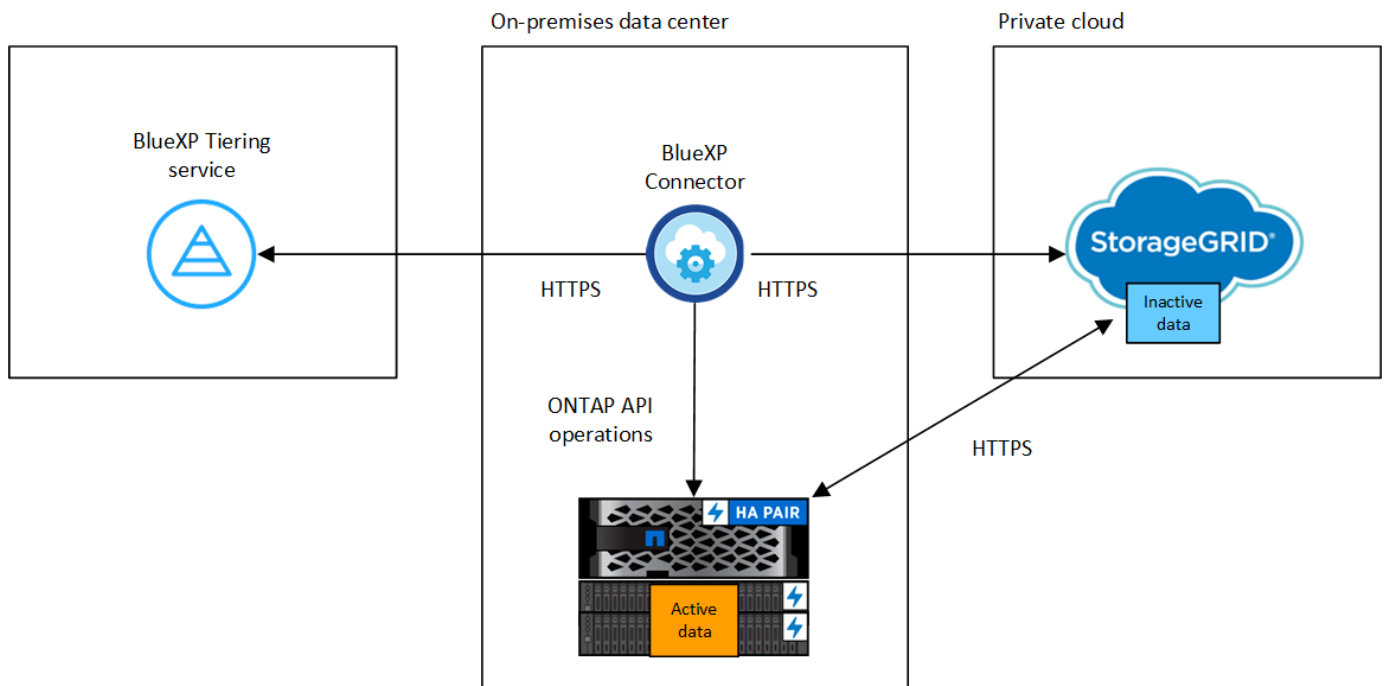 On-premises data center
Private cloud
BlueXP Tiering
service
BlueXP
Connector
StorageGRID®
Inactive
data
HTTPS
HTTPS
ONTAP API
operations
HTTPS
HA PAIR
Active
data